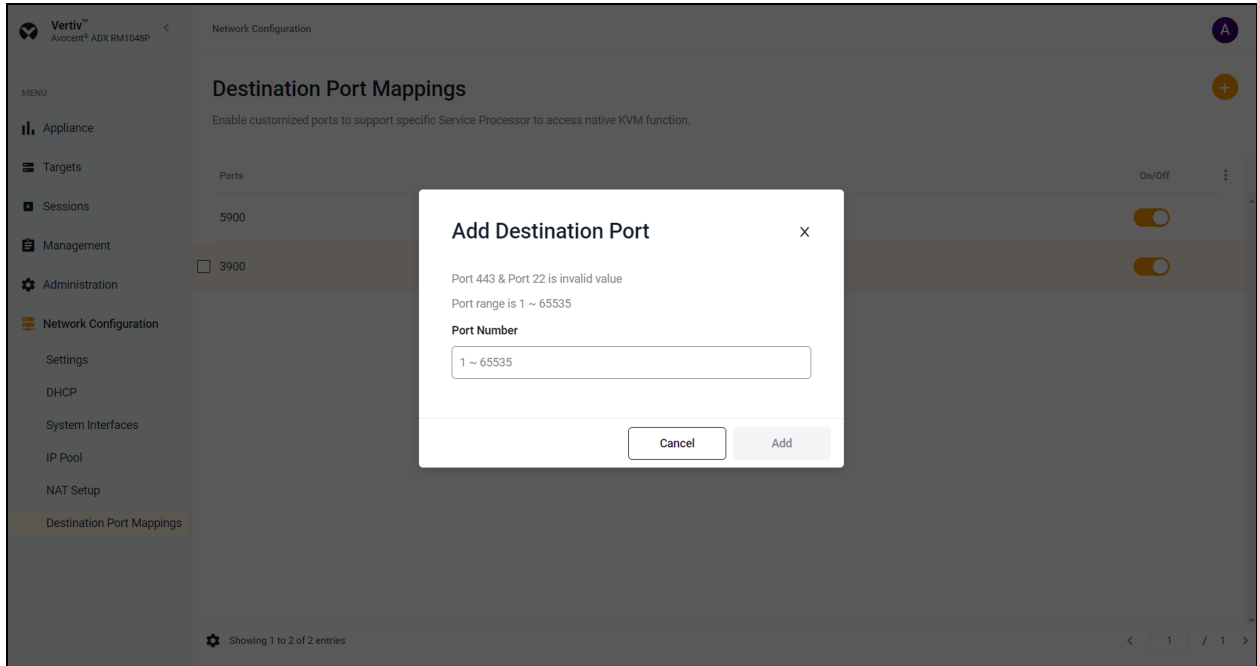 Vertiv™
Avocent® ADX RM1048P
Network Configuration
A
MENU
Appliance
Targets
Sessions
Management
Administration
Network Configuration
Settings
DHCP
System Interfaces
IP Pool
NAT Setup
Destination Port Mappings
Destination Port Mappings
Enable customized ports to support specific Service Processor to access native KVM function.
Ports
On/Off
5900
3900
Add Destination Port
X
Port 443 & Port 22 is invalid value
Port range is 1 ~ 65535
Port Number
1 ~ 65535
Cancel
Add
Showing 1 to 2 of 2 entries
< 1 / 1 >